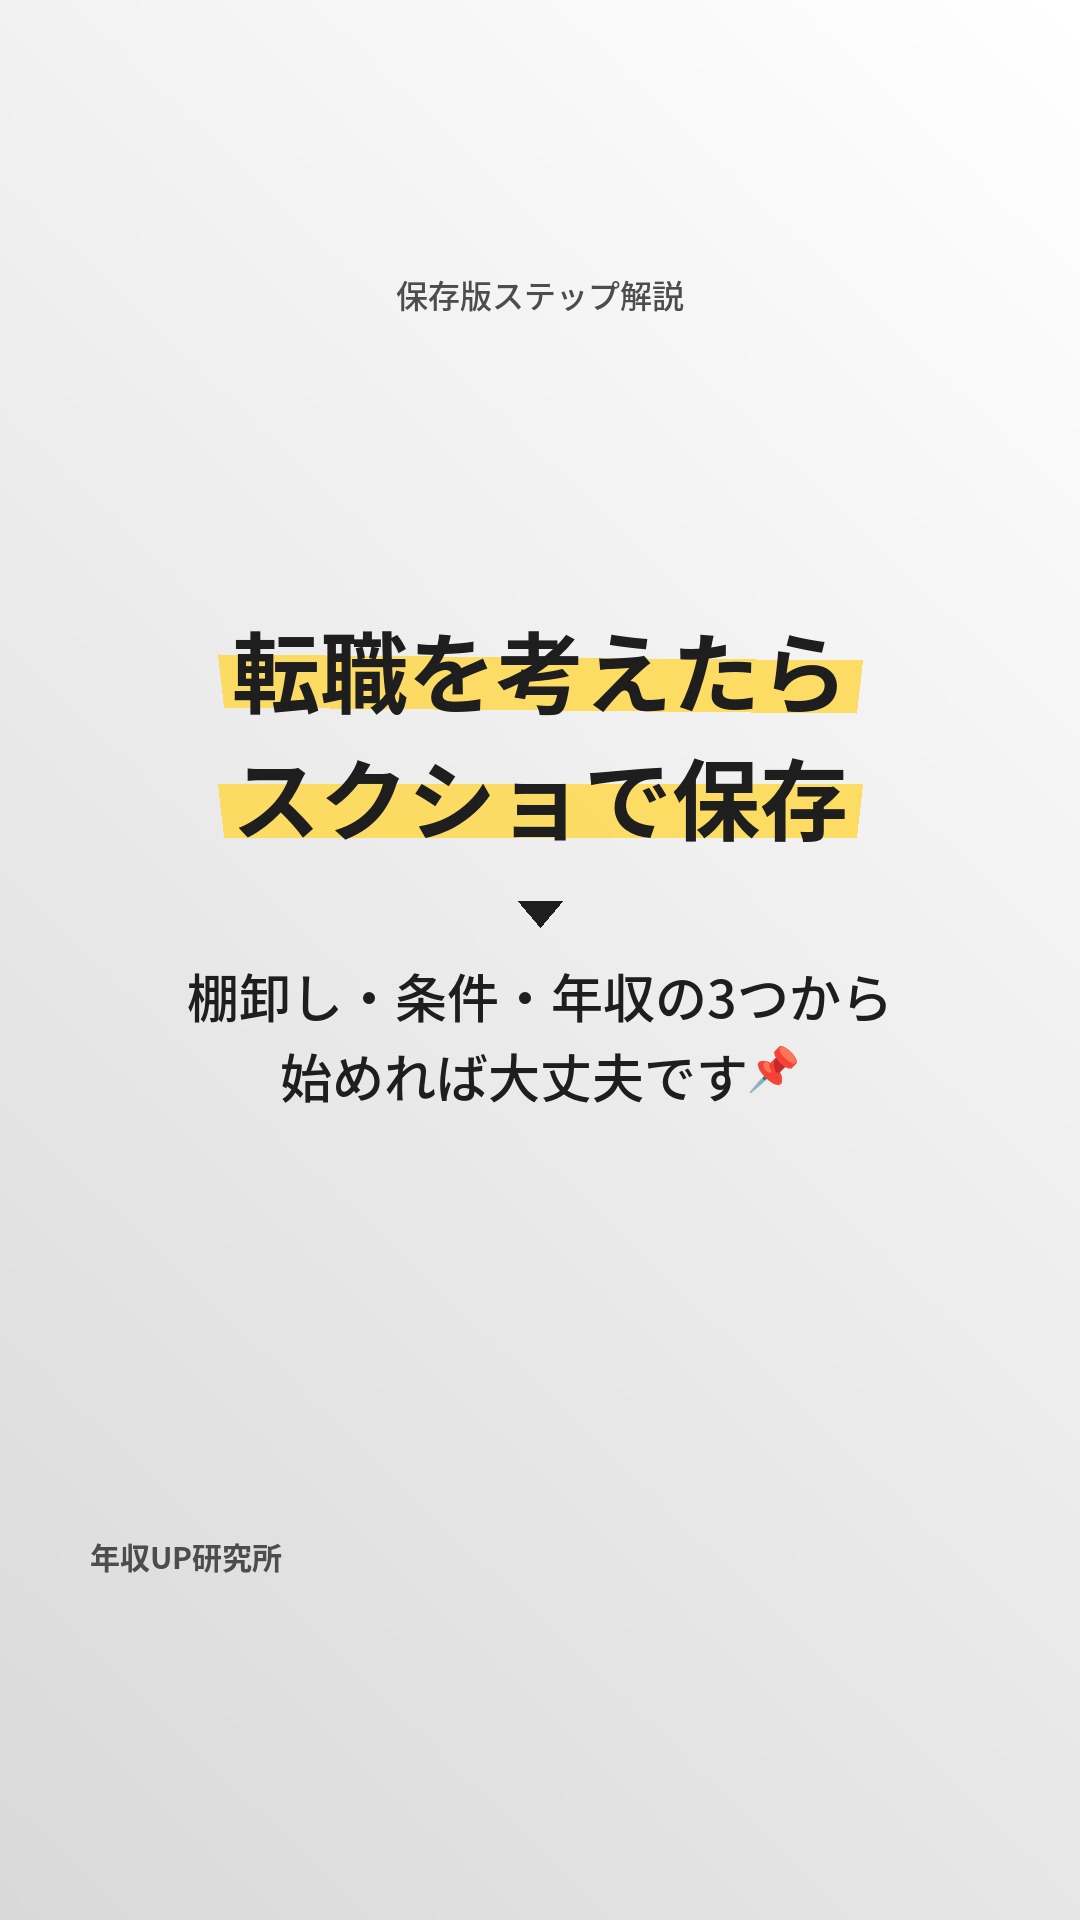 保存版ステップ解説
転職を考えたら
スクショで保存
棚卸し・条件・年収の3つから
始めれば大丈夫です📌
年収UP研究所